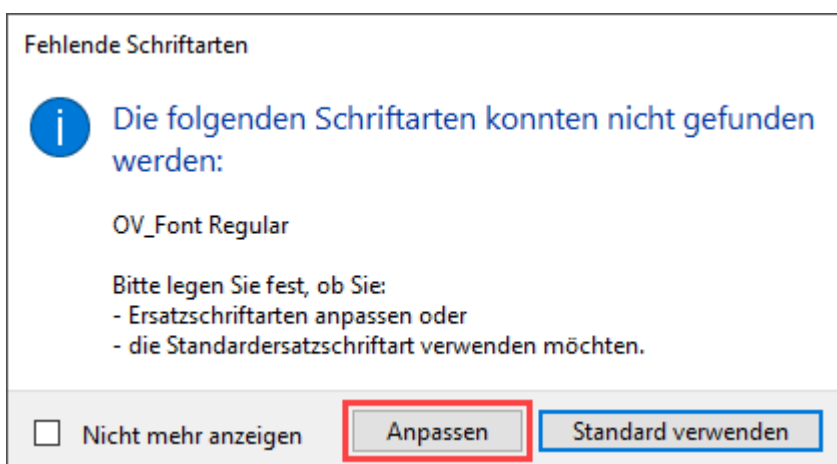 Fehlende Schriftarten
Die folgenden Schriftarten konnten nicht gefunden
werden:
OV_Font Regular
Bitte legen Sie fest, ob Sie:
- Ersatzschriftarten anpassen oder
- die Standardersatzschriftart verwenden möchten.
Nicht mehr anzeigen Anpassen Standard verwenden